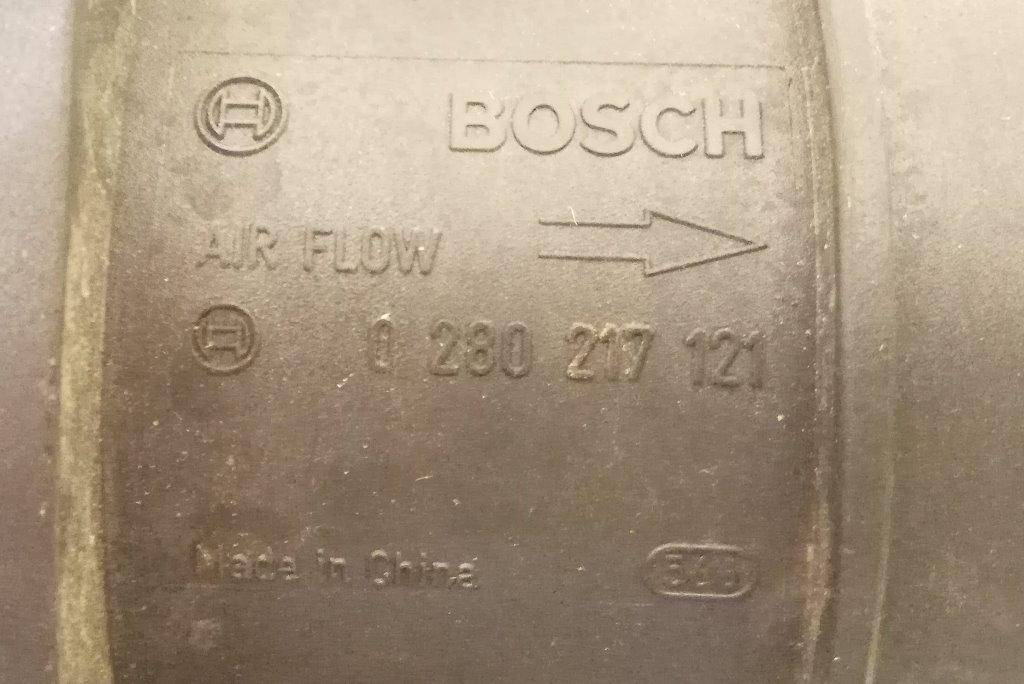 BOSCH
AIR FLOW
0 280 217 121
Made in China